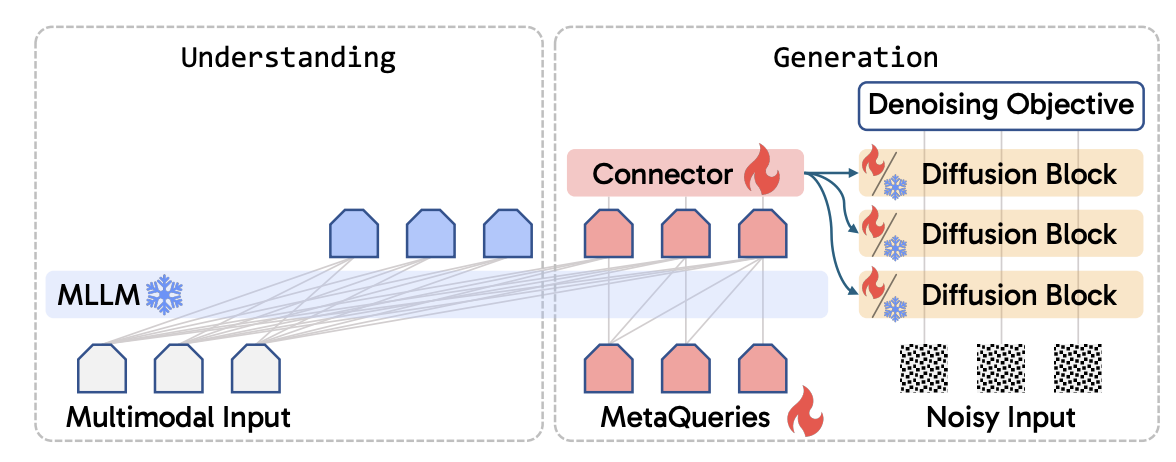 Understanding
MLLM
Multimodal Input
Generation
Denoising Objective
Connector
Diffusion Block
Diffusion Block
Diffusion Block
MetaQueries
Noisy Input